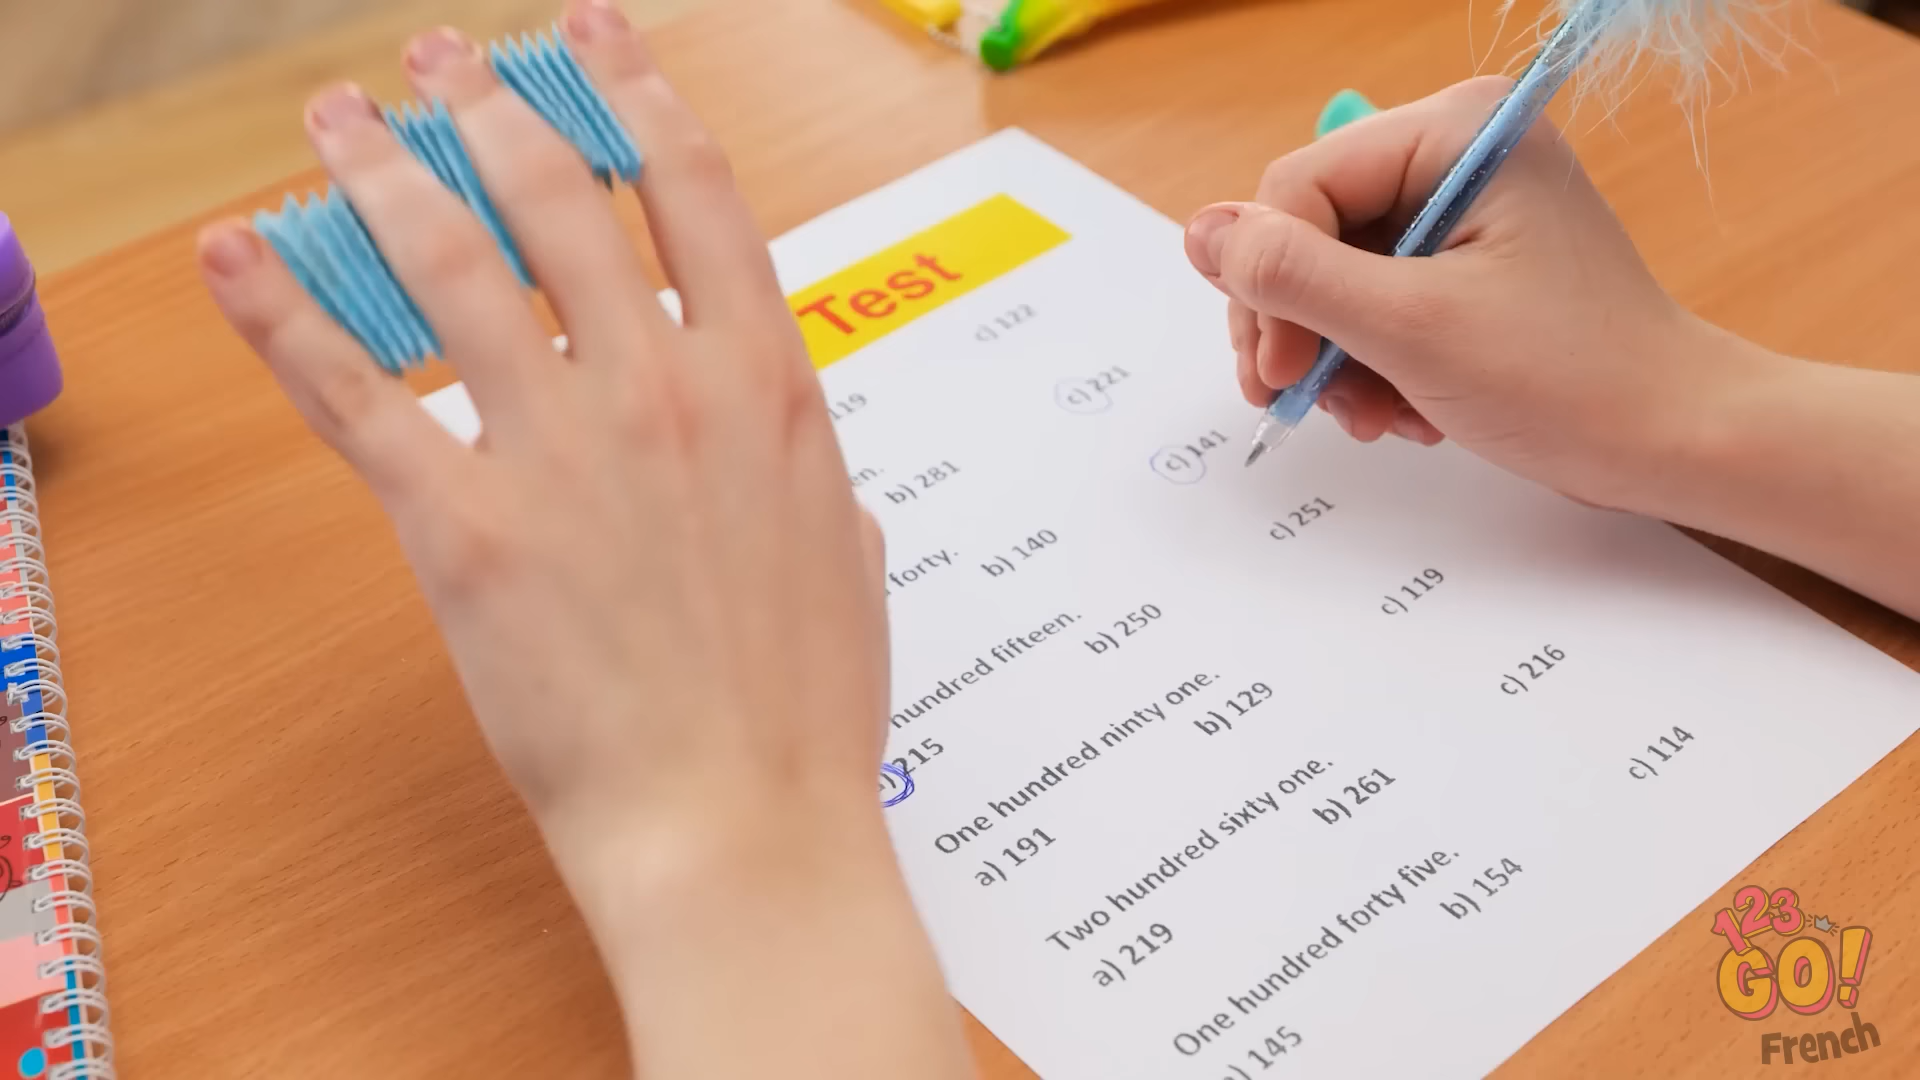 Test
c) 122
119
c) 221
en.
b) 281
c) 141
forty.
b) 140
c) 251
hundred fifteen.
215
b) 250
c) 119
One hundred ninty one.
a) 191
b) 129
c) 216
Two hundred sixty one.
a) 219
b) 261
c) 114
One hundred forty five.
) 145
b) 154
123
GO!
French